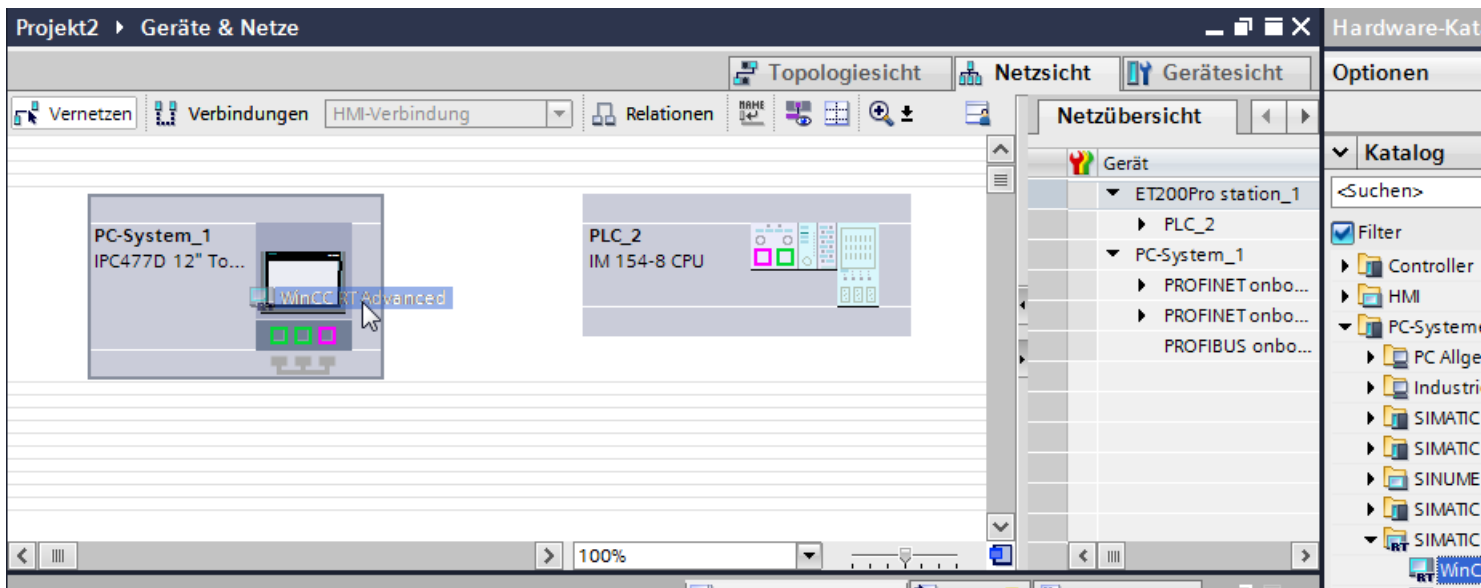 Projekt2 ▸ Geräte & Netze
Hardware-Kat
Topologiesicht
Netzsicht
Gerätesicht
Optionen
Vernetzen
Verbindungen
HMI-Verbindung
Relationen
Netzübersicht
Katalog
Gerät
<Suchen>
ET200Pro station_1
PLC_2
PC-System_1
PROFINET onbo...
PROFINET onbo...
PROFIBUS onbo...
PC-System_1
IPC477D 12" To...
WinCC RT Advanced
PLC_2
IM 154-8 CPU
Filter
Controller
HMI
PC-Systeme
PC Allge
Industri
SIMATIC
SIMATIC
SINUME
SIMATIC
SIMATIC
WinC
100%